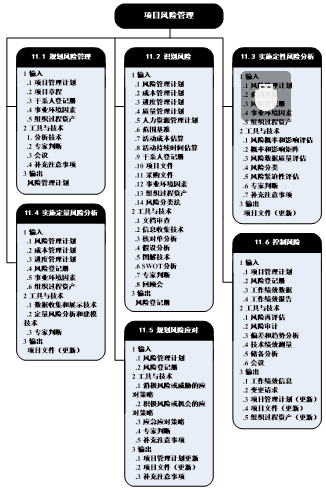 项目风险管理
11.1 规划风险管理
1 输入
.1 项目管理计划
.2 项目章程
.3 干系人登记册
.4 事业环境因素
.5 组织过程资产
2 工具与技术
.1 分析技术
.2 专家判断
.3 会议
.4 补充注意事项
3 输出
风险管理计划
11.2 识别风险
1 输入
.1 风险管理计划
.2 成本管理计划
.3 进度管理计划
.4 质量管理计划
.5 人力资源管理计划
.6 范围基准
.7 活动成本估算
.8 活动持续时间估算
.9 干系人登记册
.10 项目文件
.11 采购文件
.12 事业环境因素
.13 组织过程资产
.14 风险分类法
2 工具与技术
.1 文档审查
.2 信息收集技术
.3 核对单分析
.4 假设分析
.5 图解技术
.6 SWOT分析
.7 专家判断
.8 回顾会
3 输出
风险登记册
11.3 实施定性风险分析
1 输入
.1 风险管理计划
.4 事业环境因素
.5 组织过程资产
2 工具与技术
.1 风险概率和影响评估
.2 概率和影响矩阵
.3 风险数据质量评估
.4 风险分类
.5 风险紧迫性评估
.6 专家判断
.7 补充注意事项
3 输出
项目文件（更新）
11.4 实施定量风险分析
1 输入
.1 风险管理计划
.2 成本管理计划
.3 进度管理计划
.4 风险登记册
.5 事业环境因素
.6 组织过程资产
2 工具与技术
.1 数据收集和展示技术
.2 定量风险分析和建模
技术
.3 专家判断
3 输出
项目文件（更新）
11.5 规划风险应对
1 输入
.1 风险管理计划
.2 风险登记册
2 工具与技术
.1 消极风险或威胁的应
对策略
.2 积极风险或机会的应
对策略
.3 应急应对策略
.4 专家判断
.5 补充注意事项
3 输出
.1 项目管理计划更新
.2 项目文件（更新）
.3 补充注意事项
11.6 控制风险
1 输入
.1 项目管理计划
.2 风险登记册
.3 工作绩效数据
.4 工作绩效报告
2 工具与技术
.1 风险再评估
.2 风险审计
.3 偏差和趋势分析
.4 技术绩效测量
.5 储备分析
.6 会议
3 输出
.1 工作绩效信息
.2 变更请求
.3 项目管理计划（更新）
.4 项目文件（更新）
.5 组织过程资产（更新）